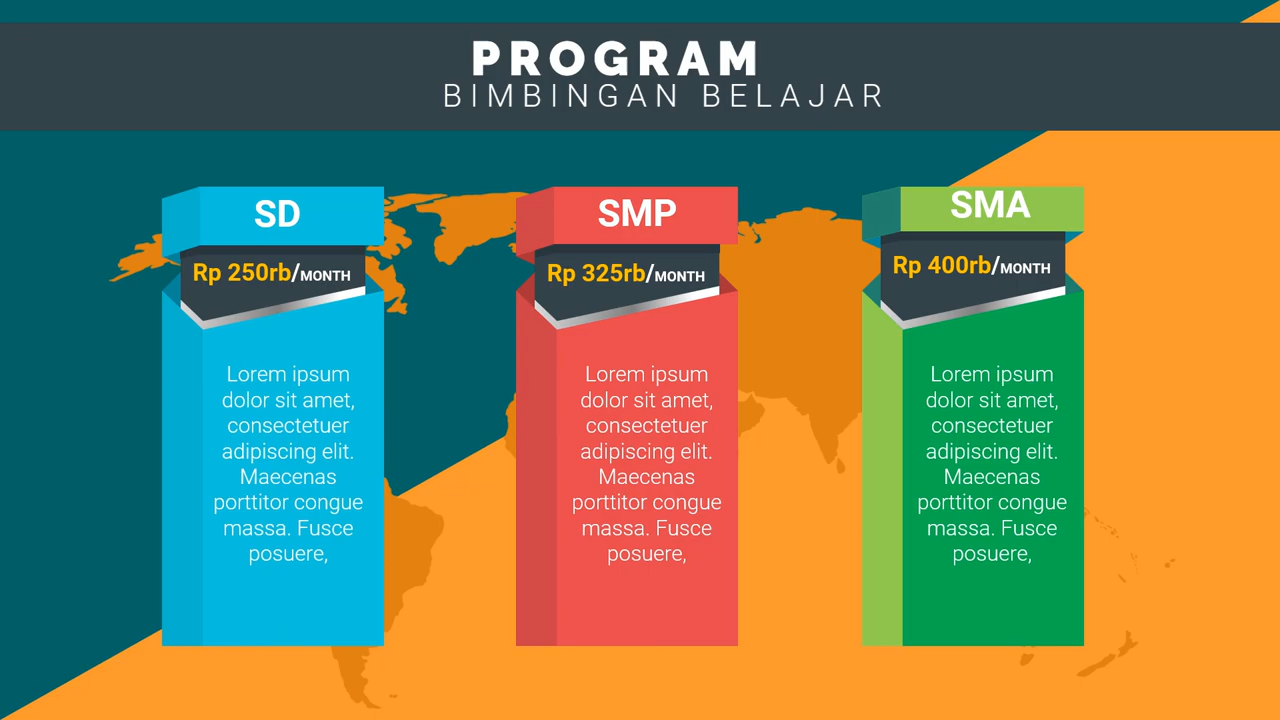 PROGRAM
BIMBINGAN BELAJAR
SD
Rp 250rb/MONTH
Lorem ipsum
dolor sit amet,
consectetuer
adipiscing elit.
Maecenas
porttitor congue
massa. Fusce
posuere,
SMP
Rp 325rb/MONTH
Lorem ipsum
dolor sit amet,
consectetuer
adipiscing elit.
Maecenas
porttitor congue
massa. Fusce
posuere,
SMA
Rp 400rb/MONTH
Lorem ipsum
dolor sit amet,
consectetuer
adipiscing elit.
Maecenas
porttitor congue
massa. Fusce
posuere,